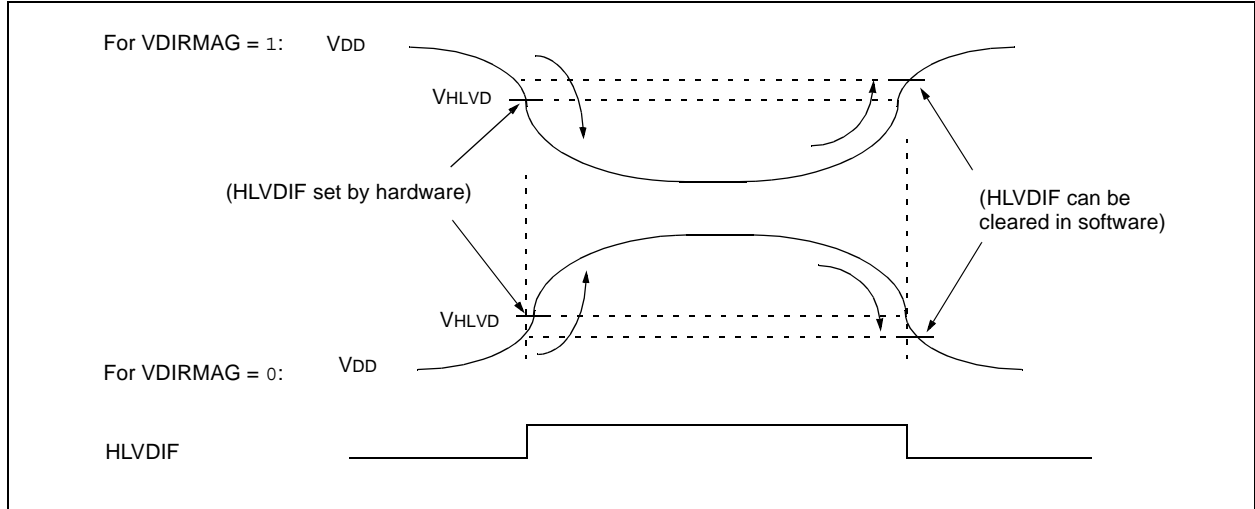 For VDIRMAG = 1: VDD
VHLVD
(HLVDIF set by hardware)
(HLVDIF can be
cleared in software)
VHLVD
For VDIRMAG = 0: VDD
HLVDIF